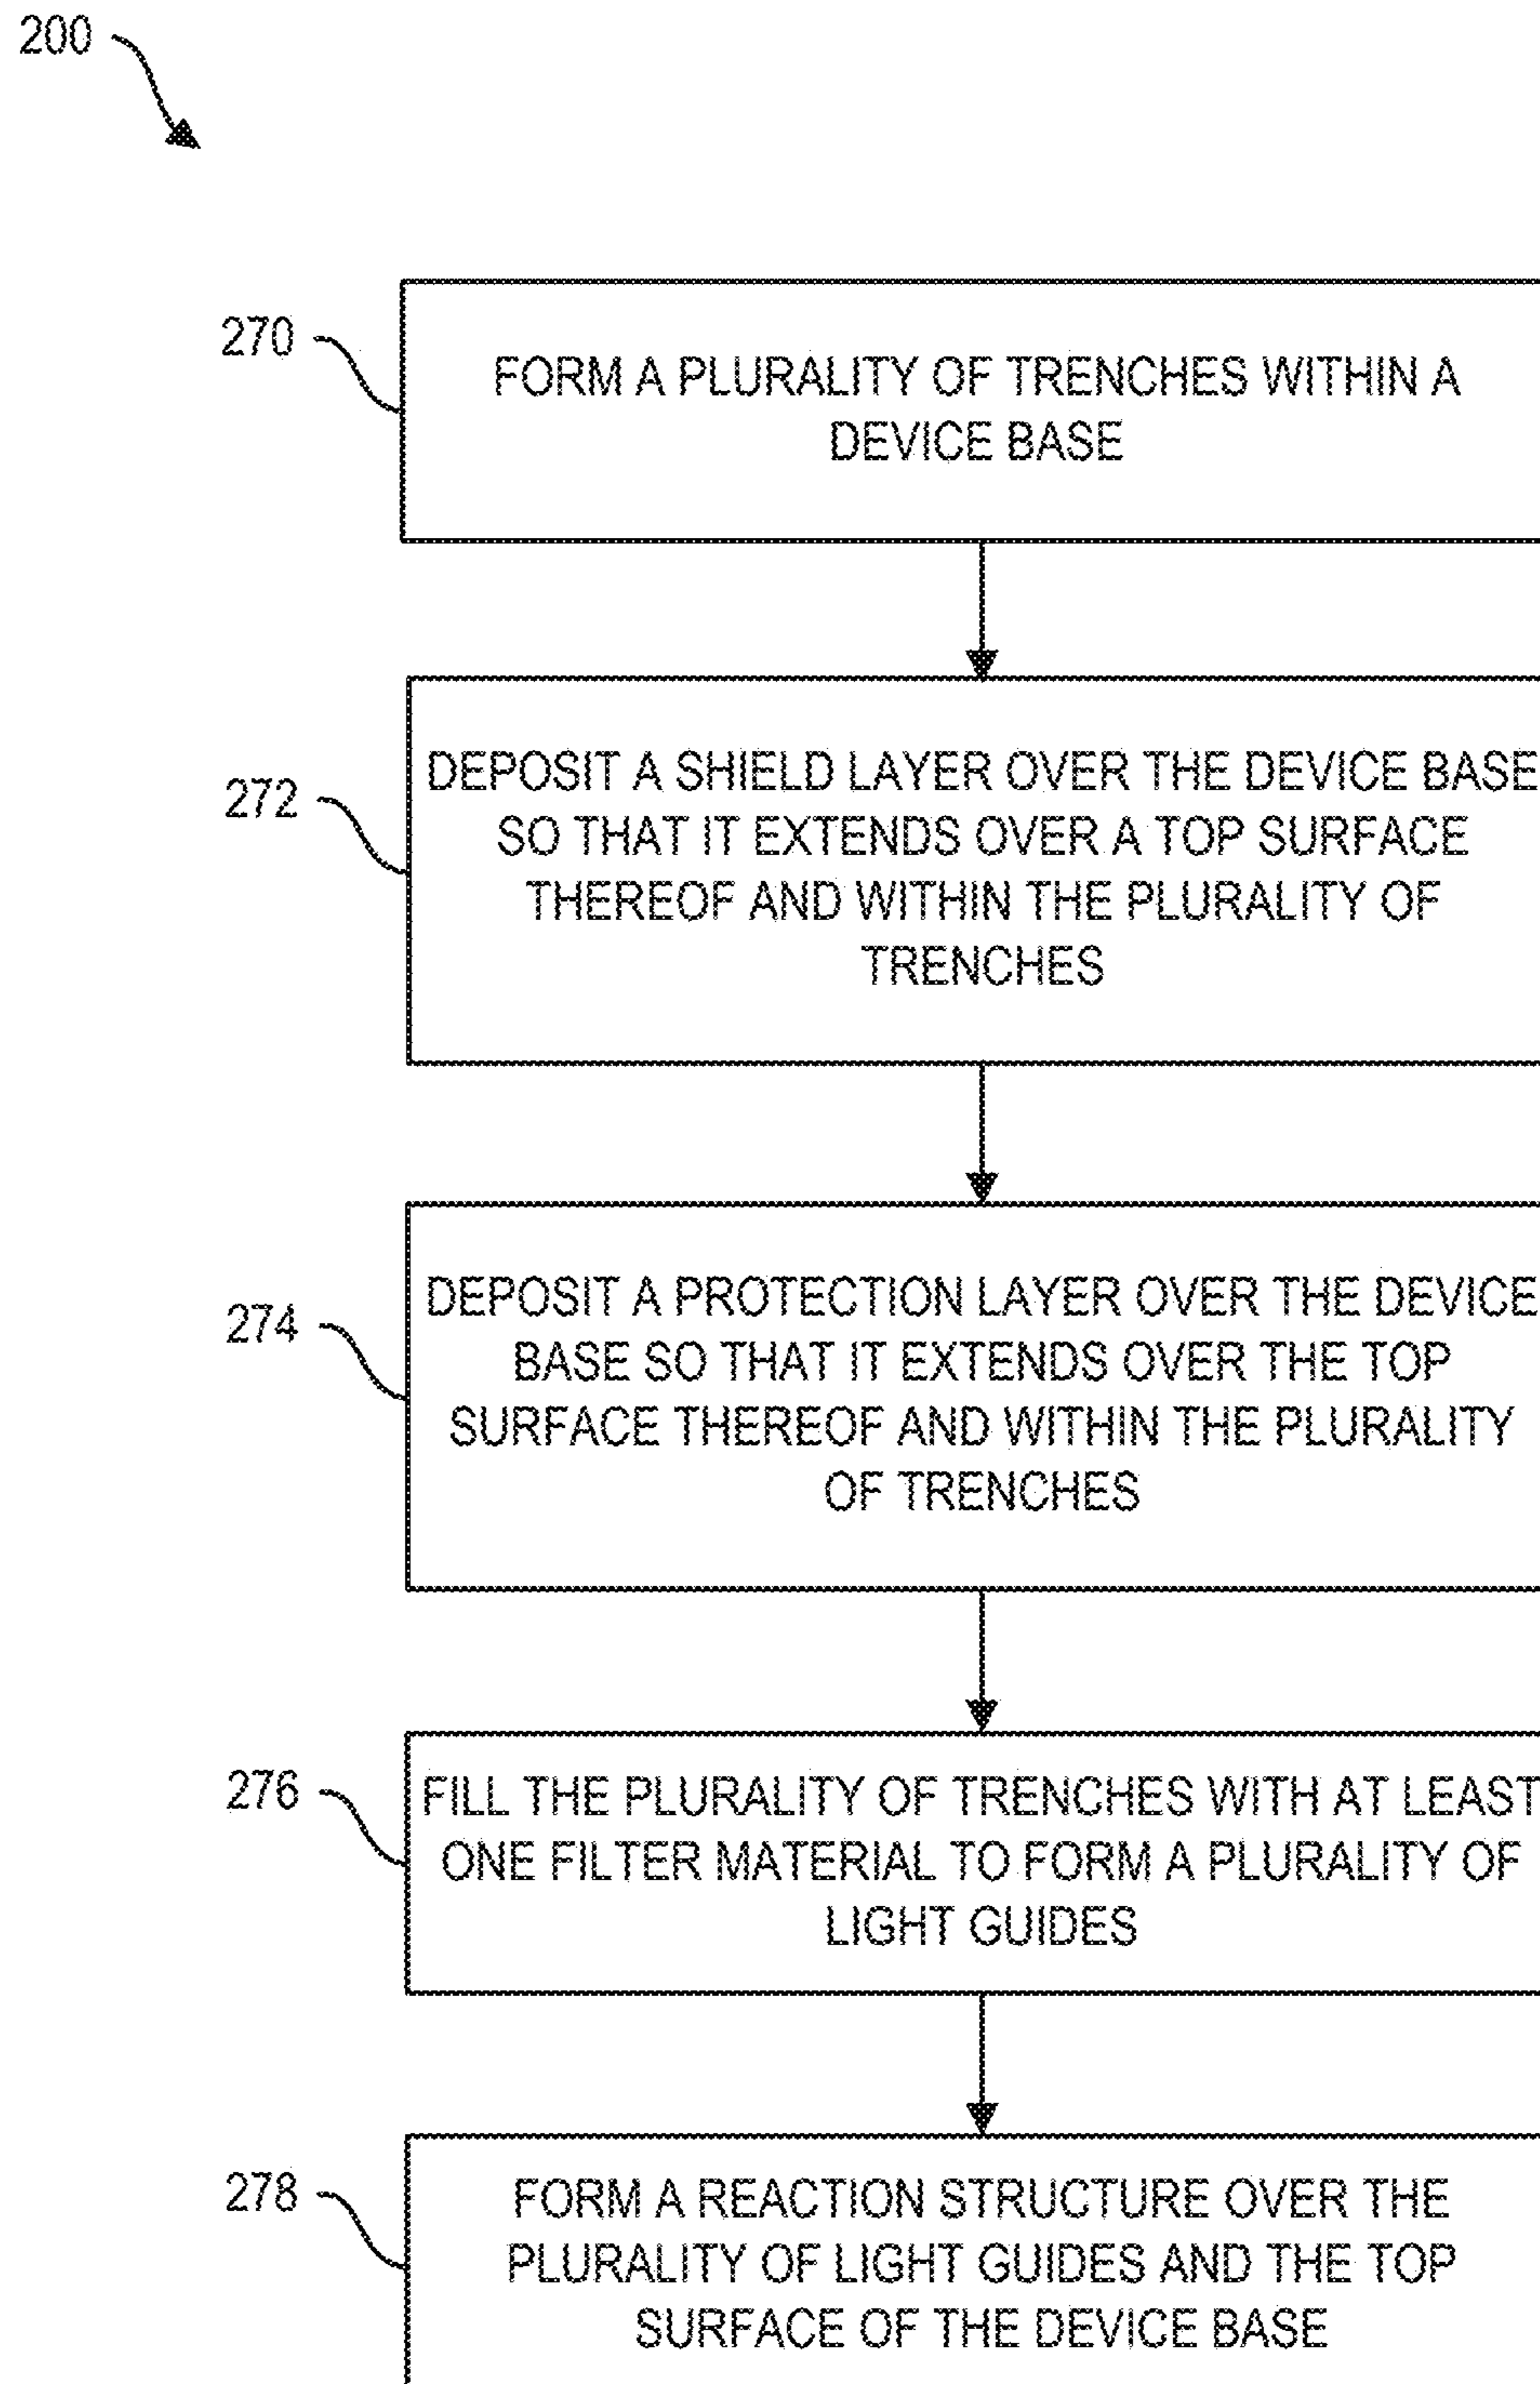 200
270
FORM A PLURALITY OF TRENCHES WITHIN A
DEVICE BASE
272
DEPOSIT A SHIELD LAYER OVER THE DEVICE BASE
SO THAT IT EXTENDS OVER A TOP SURFACE
THEREOF AND WITHIN THE PLURALITY OF
TRENCHES
274
DEPOSIT A PROTECTION LAYER OVER THE DEVICE
BASE SO THAT IT EXTENDS OVER THE TOP
SURFACE THEREOF AND WITHIN THE PLURALITY
OF TRENCHES
276
FILL THE PLURALITY OF TRENCHES WITH AT LEAST
ONE FILTER MATERIAL TO FORM A PLURALITY OF
LIGHT GUIDES
278
FORM A REACTION STRUCTURE OVER THE
PLURALITY OF LIGHT GUIDES AND THE TOP
SURFACE OF THE DEVICE BASE